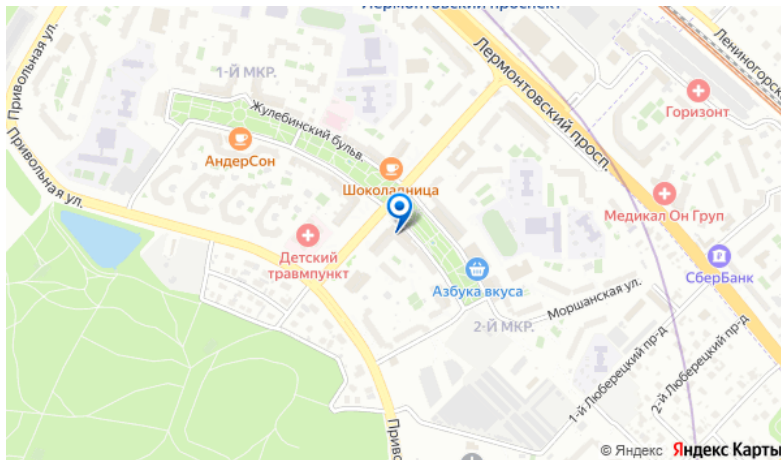 Лермонтовский проспект
Привольная ул.
1-Й МКР.
Лермонтовский просп.
Лениногорск
Горизонт
Жулебинский бульв.
АндерСон
Шоколадница
Привольная ул.
Медикал Он Груп
Детский
травмпункт
СберБанк
Азбука вкуса
Моршанская ул.
2-Й МКР.
1-й Люберецкий пр-д
2-й Люберецкий пр-д
Приво
© Яндекс Яндекс Карты